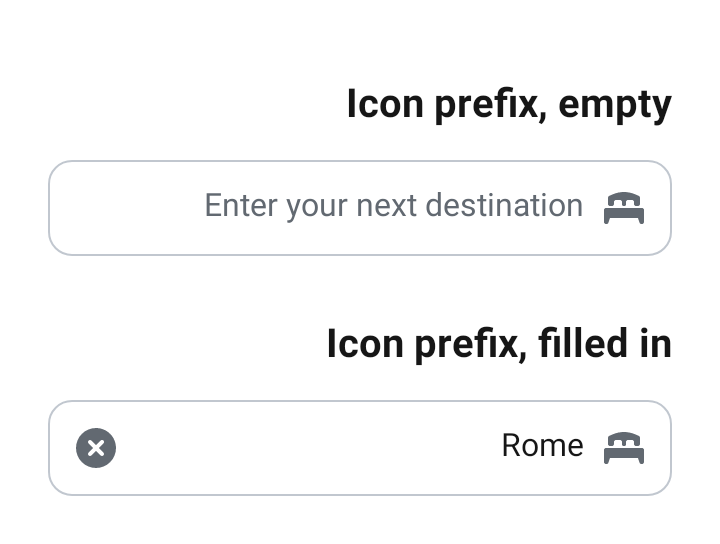 Icon prefix, empty
Enter your next destination
Icon prefix, filled in
Rome